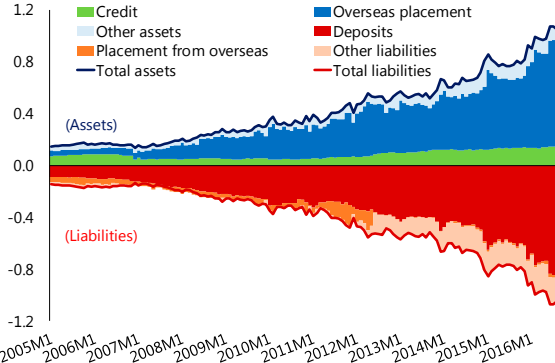 1.2
Credit
Overseas placement
Other assets
Deposits
Placement from overseas
Other liabilities
Total assets
Total liabilities
0.8
0.4
(Assets)
0.0
-0.4
(Liabilities)
-0.8
-1.2
2005M1
2006M1
2007M1
2008M1
2009M1
2010M1
2011M1
2012M1
2013M1
2014M1
2015M1
2016M1